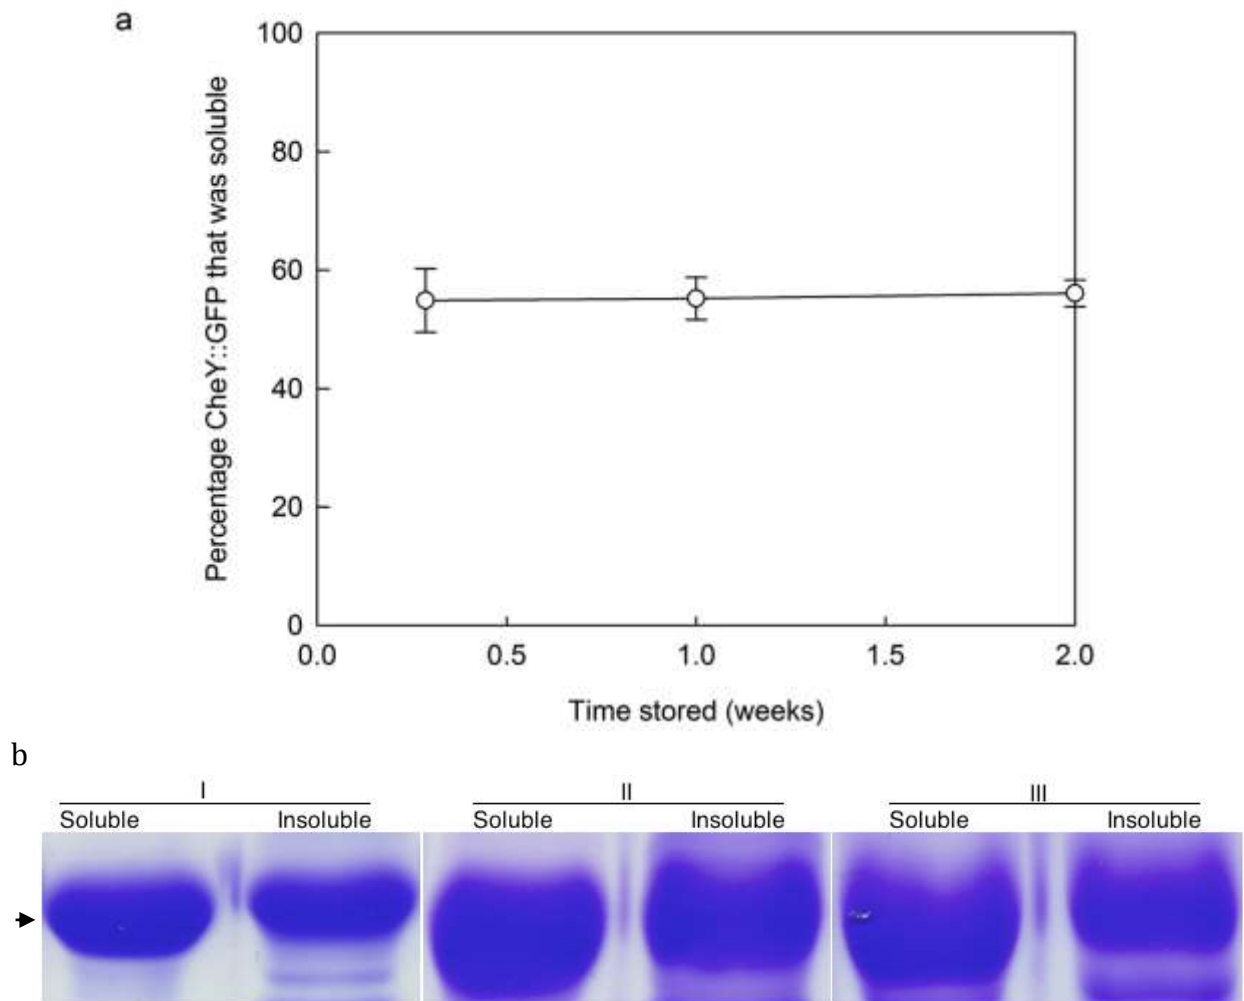 a
Percentage CheY::GFP that was soluble
100
80
60
40
20
0
0.0 0.5 1.0 1.5 2.0
Time stored (weeks)
b
I II III
Soluble Insoluble Soluble Insoluble Soluble Insoluble